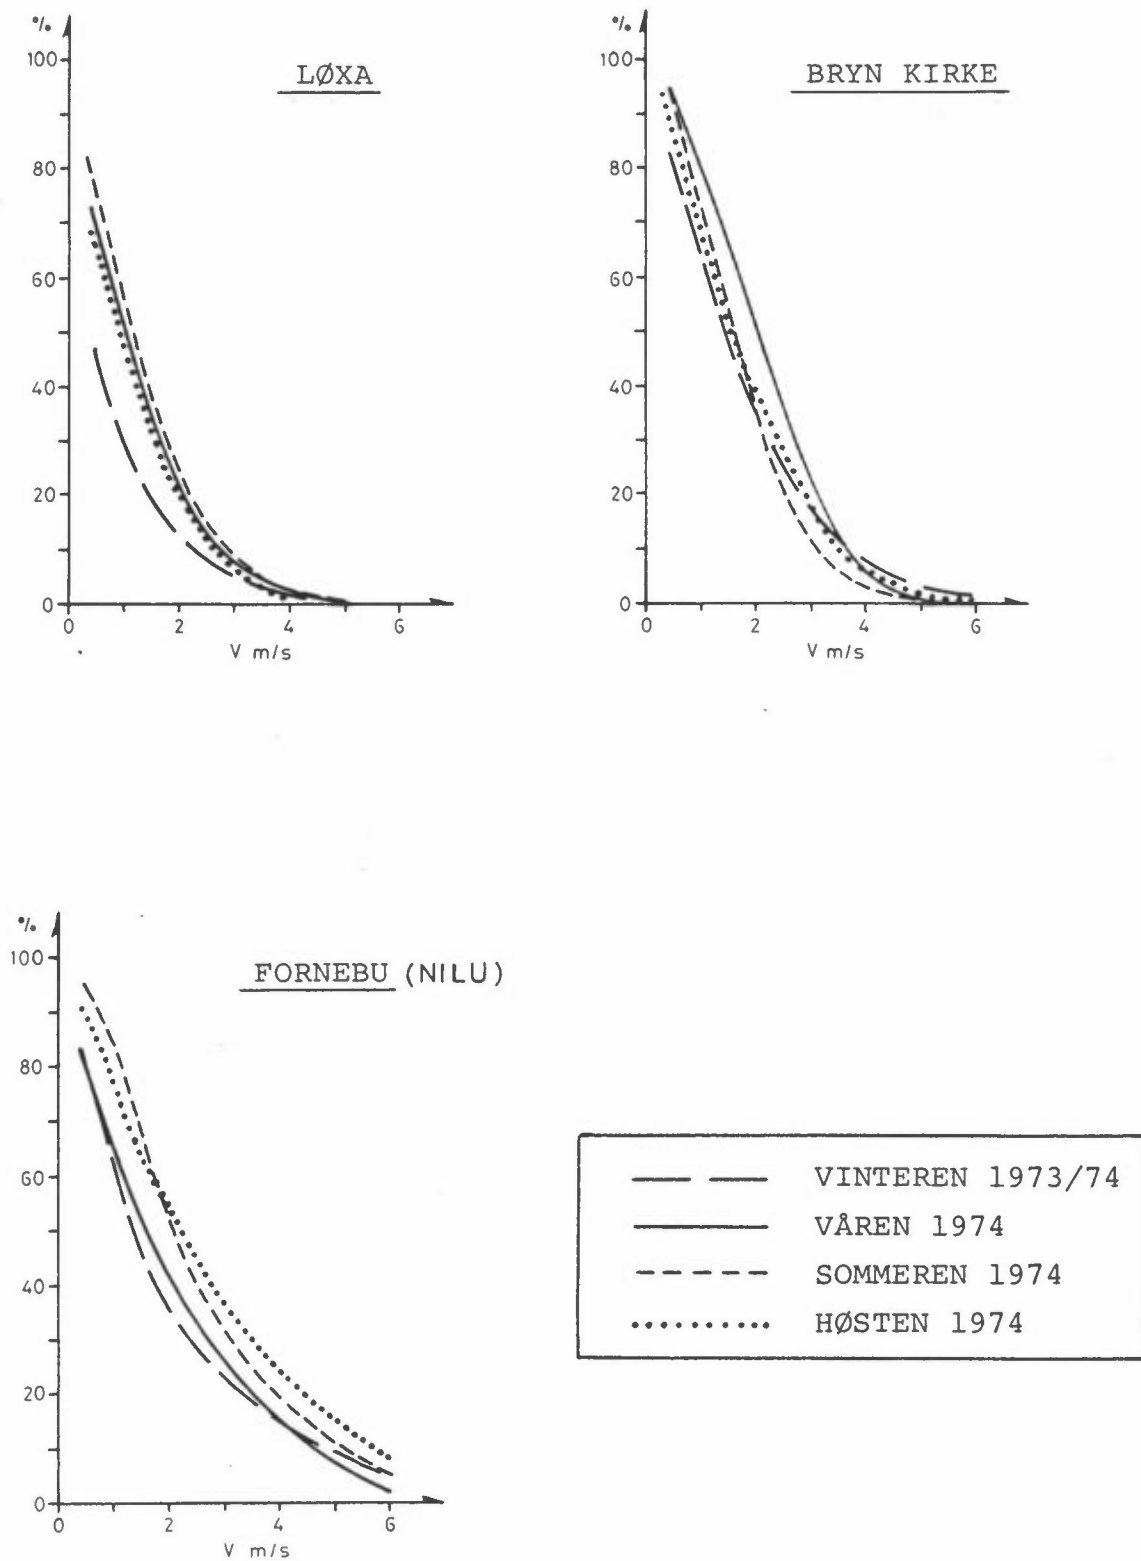 LØXA
%
100
80
60
40
20
0
0 2 4 6
V m/s
BRYN KIRKE
%
100
80
60
40
20
0
0 2 4 6
V m/s
FORNEBU (NILU)
%
100
80
60
40
20
0
0 2 4 6
V m/s
VINTEREN 1973/74
VÅREN 1974
SOMMEREN 1974
HØSTEN 1974